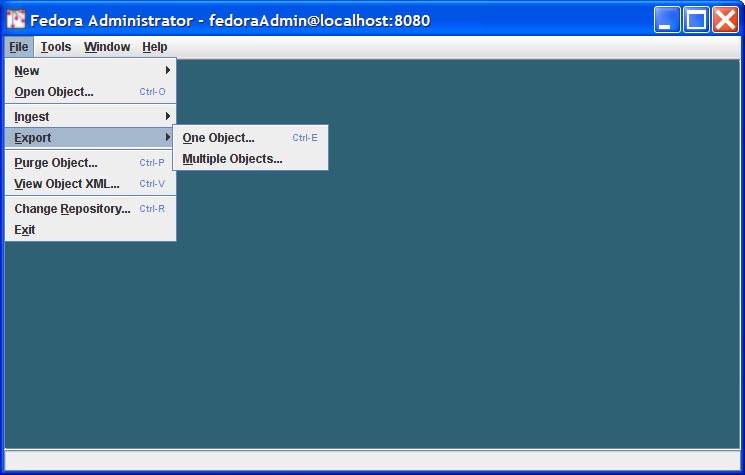 Fedora Administrator - fedoraAdmin@localhost:8080
File Tools Window Help
New
Open Object... Ctrl-O
Ingest
Export
One Object... Ctrl-E
Multiple Objects...
Purge Object... Ctrl-P
View Object XML... Ctrl-V
Change Repository... Ctrl-R
Exit